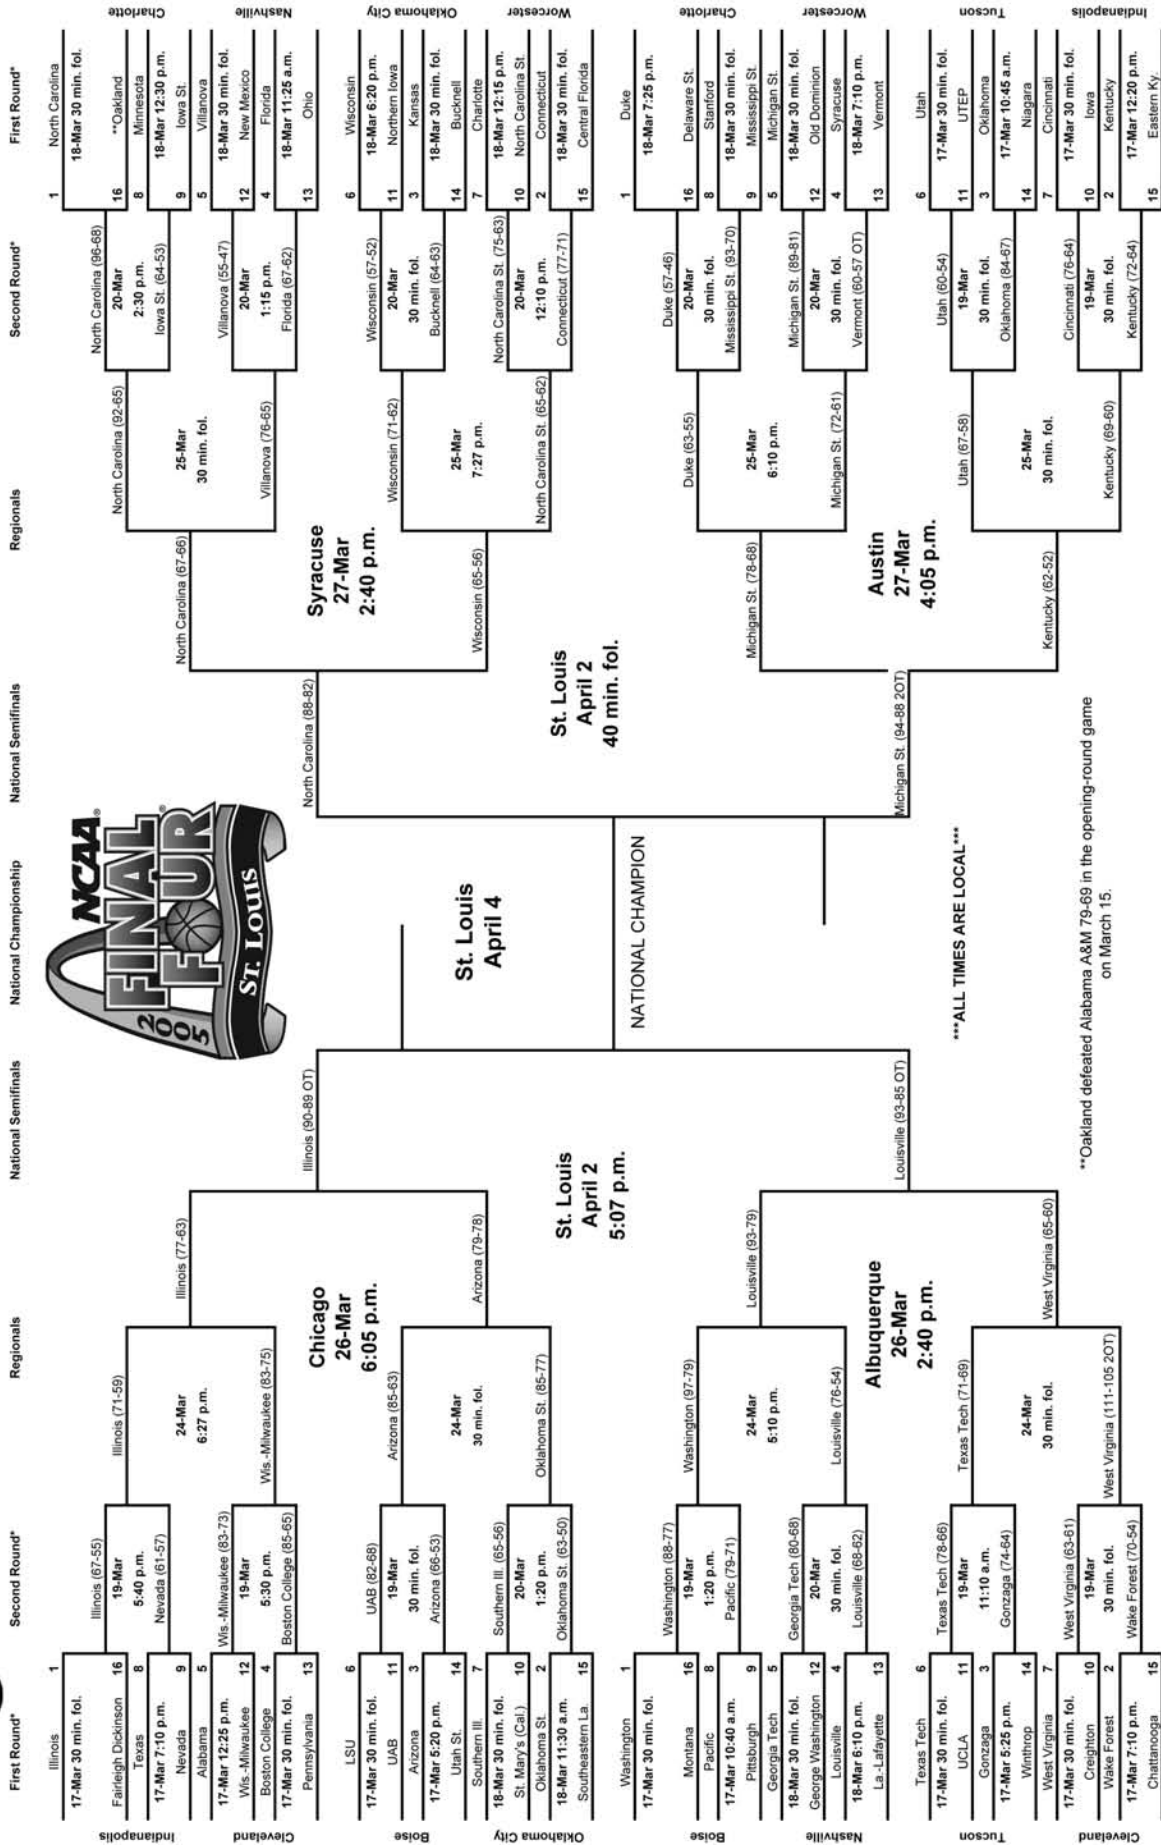 First Round*
Second Round*
Regionals
National Semifinals
National Championship
National Semifinals
Regionals
Second Round*
First Round*
Indianapolis
Illinois 1
17-Mar 30 min. fol.
Fairleigh Dickinson 16
Texas 8
17-Mar 7:10 p.m.
Nevada 9
Cleveland
Alabama 5
17-Mar 12:25 p.m.
Wis.-Milwaukee 12
Boston College 4
17-Mar 30 min. fol.
Pennsylvania 13
Boise
LSU 6
17-Mar 30 min. fol.
UAB 11
Arizona 3
17-Mar 5:20 p.m.
Utah St. 14
Oklahoma City
Southern Ill. 7
18-Mar 30 min. fol.
St. Mary's (Cal.) 10
Oklahoma St. 2
18-Mar 11:30 a.m.
Southeastern La. 15
Boise
Washington 1
17-Mar 30 min. fol.
Montana 16
Pacific 8
17-Mar 10:40 a.m.
Pittsburgh 9
Nashville
Georgia Tech 5
18-Mar 30 min. fol.
George Washington 12
Louisville 4
18-Mar 6:10 p.m.
La.-Lafayette 13
Tucson
Texas Tech 6
17-Mar 30 min. fol.
UCLA 11
Gonzaga 3
17-Mar 5:25 p.m.
Winthrop 14
Cleveland
West Virginia 7
17-Mar 30 min. fol.
Creighton 10
Wake Forest 2
17-Mar 7:10 p.m.
Chattanooga 15
Illinois (67-55)
19-Mar
5:40 p.m.
Nevada (61-57)
Wis.-Milwaukee (83-73)
19-Mar
5:30 p.m.
Boston College (85-65)
UAB (82-68)
19-Mar
30 min. fol.
Arizona (66-53)
Southern Ill. (65-56)
20-Mar
1:20 p.m.
Oklahoma St. (63-50)
Washington (88-77)
19-Mar
1:20 p.m.
Pacific (79-71)
Georgia Tech (80-68)
20-Mar
30 min. fol.
Louisville (68-62)
Texas Tech (78-66)
19-Mar
11:10 a.m.
Gonzaga (74-64)
West Virginia (63-61)
19-Mar
30 min. fol.
Wake Forest (70-54)
Illinois (71-59)
24-Mar
6:27 p.m.
Wis.-Milwaukee (83-75)
Arizona (85-63)
24-Mar
30 min. fol.
Oklahoma St. (85-77)
Washington (97-79)
24-Mar
5:10 p.m.
Louisville (76-54)
Texas Tech (71-69)
24-Mar
30 min. fol.
West Virginia (111-105 2OT)
Illinois (77-63)
Chicago
26-Mar
6:05 p.m.
Arizona (79-78)
Louisville (93-79)
Albuquerque
26-Mar
2:40 p.m.
West Virginia (65-60)
Illinois (90-89 OT)
St. Louis
April 2
5:07 p.m.
Louisville (93-85 OT)
NCAA®
FINAL
FOUR®
2005
ST. LOUIS
St. Louis
April 4
NATIONAL CHAMPION
***ALL TIMES ARE LOCAL***
**Oakland defeated Alabama A&M 79-69 in the opening-round game
on March 15.
North Carolina (88-82)
St. Louis
April 2
40 min. fol.
Michigan St. (94-88 2OT)
North Carolina (67-66)
Syracuse
27-Mar
2:40 p.m.
Wisconsin (65-56)
Michigan St. (78-68)
Austin
27-Mar
4:05 p.m.
Kentucky (62-52)
North Carolina (92-65)
25-Mar
30 min. fol.
Villanova (76-65)
Wisconsin (71-62)
25-Mar
7:27 p.m.
North Carolina St. (65-62)
Duke (63-55)
25-Mar
6:10 p.m.
Michigan St. (72-61)
Utah (67-58)
25-Mar
30 min. fol.
Kentucky (69-60)
North Carolina (96-68)
20-Mar
2:30 p.m.
Iowa St. (64-53)
Villanova (55-47)
20-Mar
1:15 p.m.
Florida (67-62)
Wisconsin (57-52)
20-Mar
30 min. fol.
Bucknell (64-63)
North Carolina St. (75-63)
20-Mar
12:10 p.m.
Connecticut (77-71)
Duke (57-46)
20-Mar
30 min. fol.
Mississippi St. (93-70)
Michigan St. (89-81)
20-Mar
30 min. fol.
Vermont (60-57 OT)
Utah (60-54)
19-Mar
30 min. fol.
Oklahoma (84-67)
Cincinnati (76-64)
19-Mar
30 min. fol.
Kentucky (72-64)
Charlotte
1 North Carolina
18-Mar 30 min. fol.
16 **Oakland
8 Minnesota
18-Mar 12:30 p.m.
9 Iowa St.
Nashville
5 Villanova
18-Mar 30 min. fol.
12 New Mexico
4 Florida
18-Mar 11:25 a.m.
13 Ohio
Oklahoma City
6 Wisconsin
18-Mar 6:20 p.m.
11 Northern Iowa
3 Kansas
18-Mar 30 min. fol.
14 Bucknell
Worcester
7 Charlotte
18-Mar 12:15 p.m.
10 North Carolina St.
2 Connecticut
18-Mar 30 min. fol.
15 Central Florida
Charlotte
1 Duke
18-Mar 7:25 p.m.
16 Delaware St.
8 Stanford
18-Mar 30 min. fol.
9 Mississippi St.
Worcester
5 Michigan St.
18-Mar 30 min. fol.
12 Old Dominion
4 Syracuse
18-Mar 7:10 p.m.
13 Vermont
Tucson
6 Utah
17-Mar 30 min. fol.
11 UTEP
3 Oklahoma
17-Mar 10:45 a.m.
14 Niagara
Indianapolis
7 Cincinnati
17-Mar 30 min. fol.
10 Iowa
2 Kentucky
17-Mar 12:20 p.m.
15 Eastern Ky.